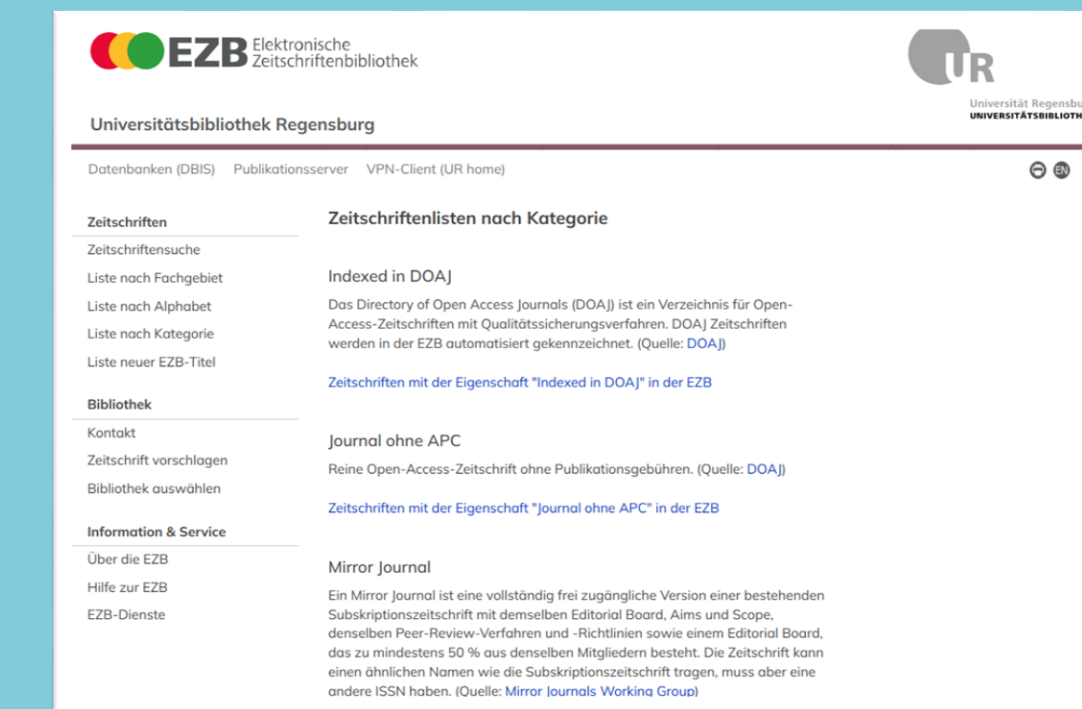 EZB Elektronische
Zeitschriftenbibliothek
UR
Universität
UNIVERSITÄTSBIBLIOTH
Universitätsbibliothek Regensburg
Datenbanken (DBIS) Publikationsserver VPN-Client (UR home)
EN
Zeitschriften
Zeitschriftensuche
Liste nach Fachgebiet
Liste nach Alphabet
Liste nach Kategorie
Liste neuer EZB-Titel
Bibliothek
Kontakt
Zeitschrift vorschlagen
Bibliothek auswählen
Information & Service
Über die EZB
Hilfe zur EZB
EZB-Dienste
Zeitschriftenlisten nach Kategorie
Indexed in DOAJ
Das Directory of Open Access Journals (DOAJ) ist ein Verzeichnis für Open-
Access-Zeitschriften mit Qualitätssicherungsverfahren. DOAJ Zeitschriften
werden in der EZB automatisiert gekennzeichnet. (Quelle: DOAJ)
Zeitschriften mit der Eigenschaft "Indexed in DOAJ" in der EZB
Journal ohne APC
Reine Open-Access-Zeitschrift ohne Publikationsgebühren. (Quelle: DOAJ)
Zeitschriften mit der Eigenschaft "Journal ohne APC" in der EZB
Mirror Journal
Ein Mirror Journal ist eine vollständig frei zugängliche Version einer bestehenden
Subskriptionszeitschrift mit demselben Editorial Board, Aims und Scope,
denselben Peer-Review-Verfahren und -Richtlinien sowie einem Editorial Board,
das zu mindestens 50 % aus denselben Mitgliedern besteht. Die Zeitschrift kann
einen ähnlichen Namen wie die Subskriptionszeitschrift tragen, muss aber eine
andere ISSN haben. (Quelle: Mirror Journals Working Group)